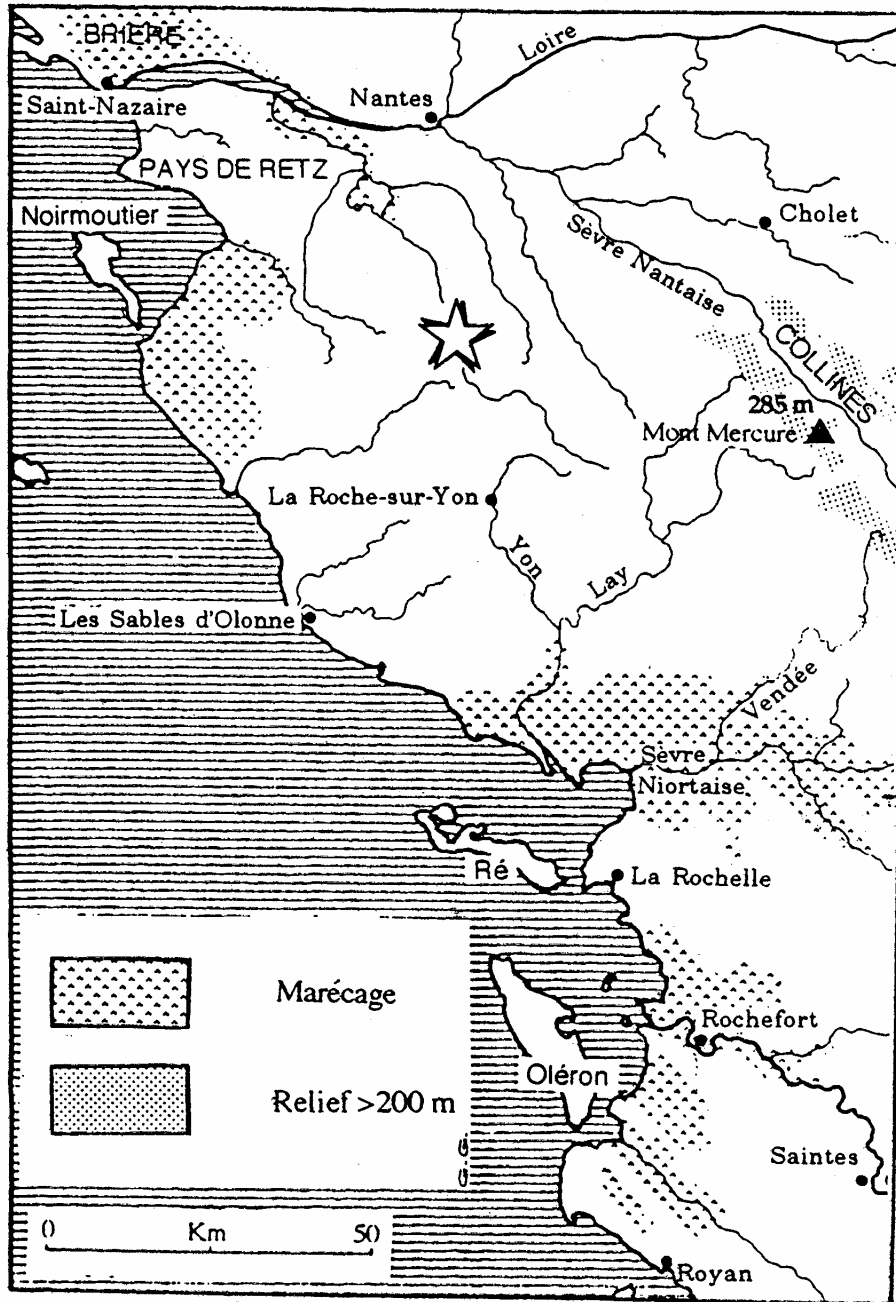 BRIÈRE
Loire
Saint-Nazaire
Nantes
PAYS DE RETZ
Noirmoutier
Cholet
Sèvre Nantaise
COLLINES
285 m
Mont Mercure
La Roche-sur-Yon
Yon
Lay
Les Sables d'Olonne
Vendée
Sèvre
Niortaise
Ré
La Rochelle
Marécage
Rochefort
Oléron
Relief >200 m
Saintes
0 Km 50
Royan